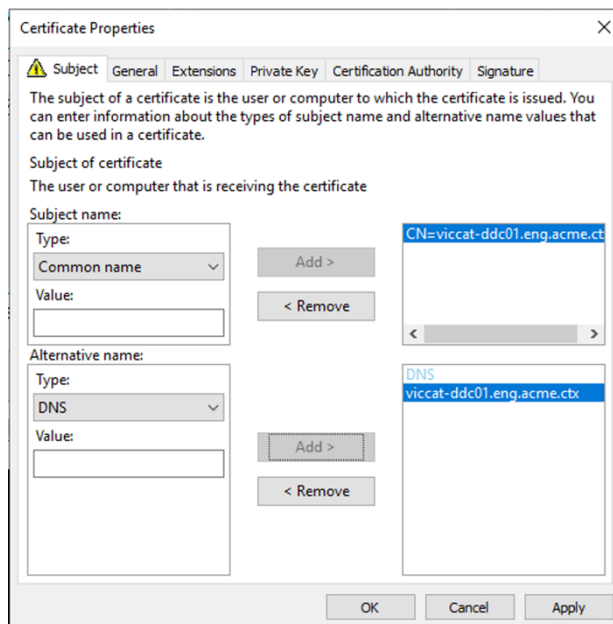 Certificate Properties
Subject General Extensions Private Key Certification Authority Signature
The subject of a certificate is the user or computer to which the certificate is issued. You
can enter information about the types of subject name and alternative name values that
can be used in a certificate.
Subject of certificate
The user or computer that is receiving the certificate
Subject name:
Type:
Common name
Value:
Add >
< Remove
CN=viccat-ddc01.eng.acme.ct
Alternative name:
Type:
DNS
Value:
Add >
< Remove
DNS
viccat-ddc01.eng.acme.ctx
OK Cancel Apply